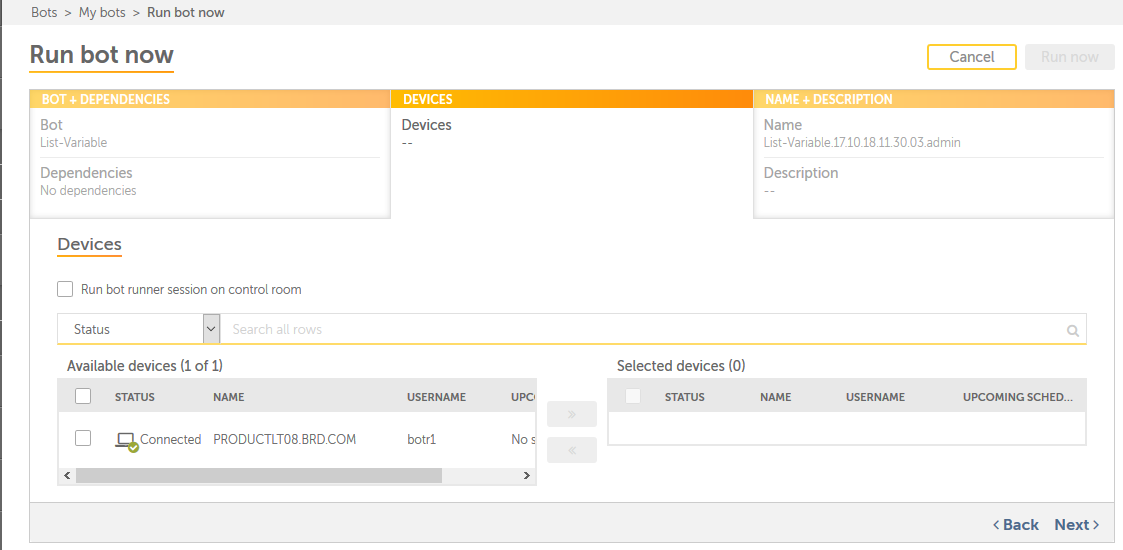 Bots > My bots > Run bot now
Run bot now
Cancel
Run now
BOT + DEPENDENCIES
DEVICES
NAME + DESCRIPTION
Bot
List-Variable
Dependencies
No dependencies
Devices
--
Name
List-Variable.17.10.18.11.30.03.admin
Description
--
Devices
Run bot runner session on control room
Status
Search all rows
Available devices (1 of 1)
STATUS NAME USERNAME UPC
Connected PRODUCTLT08.BRD.COM botr1 No s
Selected devices (0)
STATUS NAME USERNAME UPCOMING SCHED...
< Back Next >